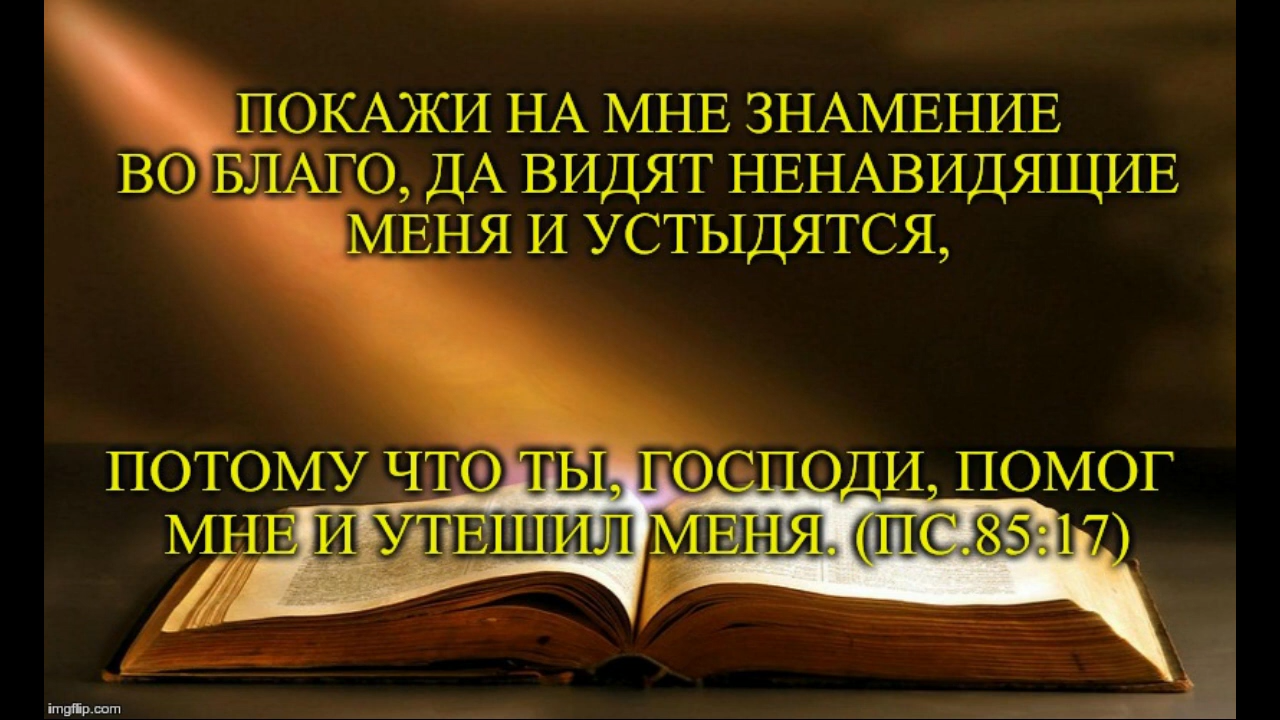 ПОКАЖИ НА МНЕ ЗНАМЕНИЕ
ВО БЛАГО, ДА ВИДЯТ НЕНАВИДЯЩИЕ
МЕНЯ И УСТЫДЯТСЯ,
ПОТОМУ ЧТО ТЫ, ГОСПОДИ, ПОМОГ
МНЕ И УТЕШИЛ МЕНЯ. (ПС.85:17)
imgflip.com